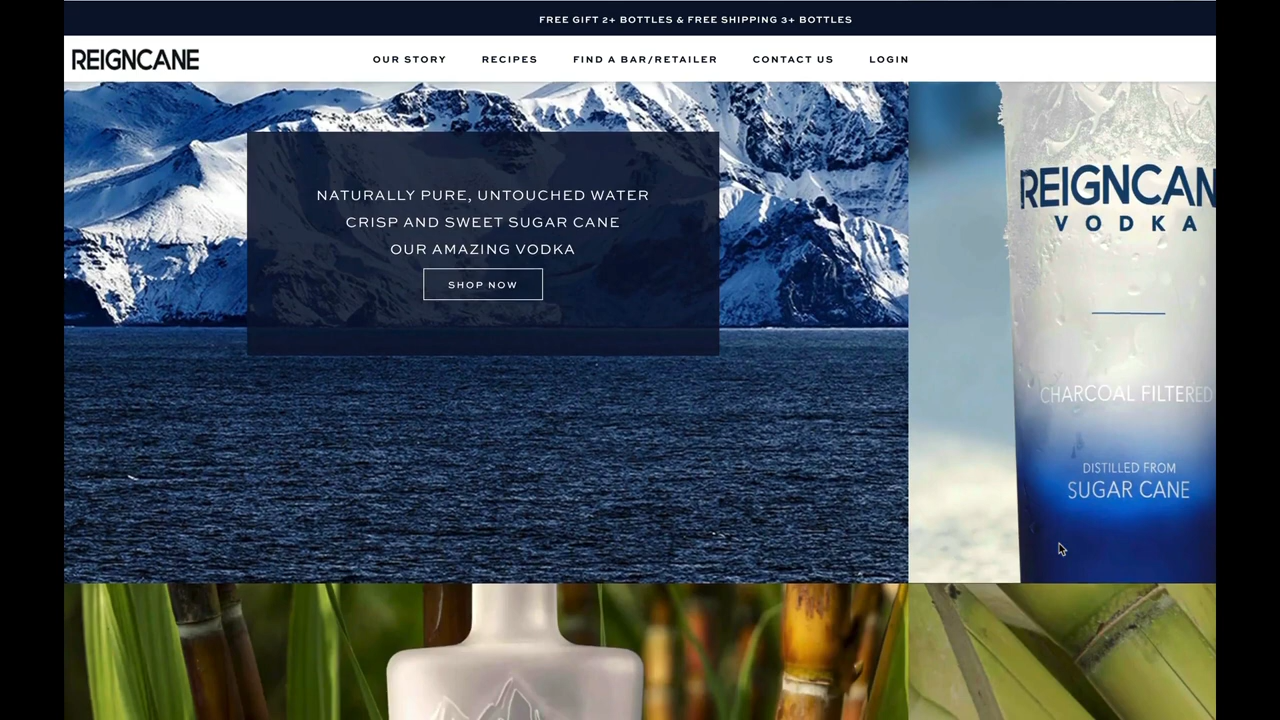 FREE GIFT 2+ BOTTLES & FREE SHIPPING 3+ BOTTLES
REIGNCANE
OUR STORY
RECIPES
FIND A BAR/RETAILER
CONTACT US
LOGIN
NATURALLY PURE, UNTOUCHED WATER
CRISP AND SWEET SUGAR CANE
OUR AMAZING VODKA
SHOP NOW
REIGNCAN
VODKA
CHARCOAL FILTERED
DISTILLED FROM
SUGAR CANE